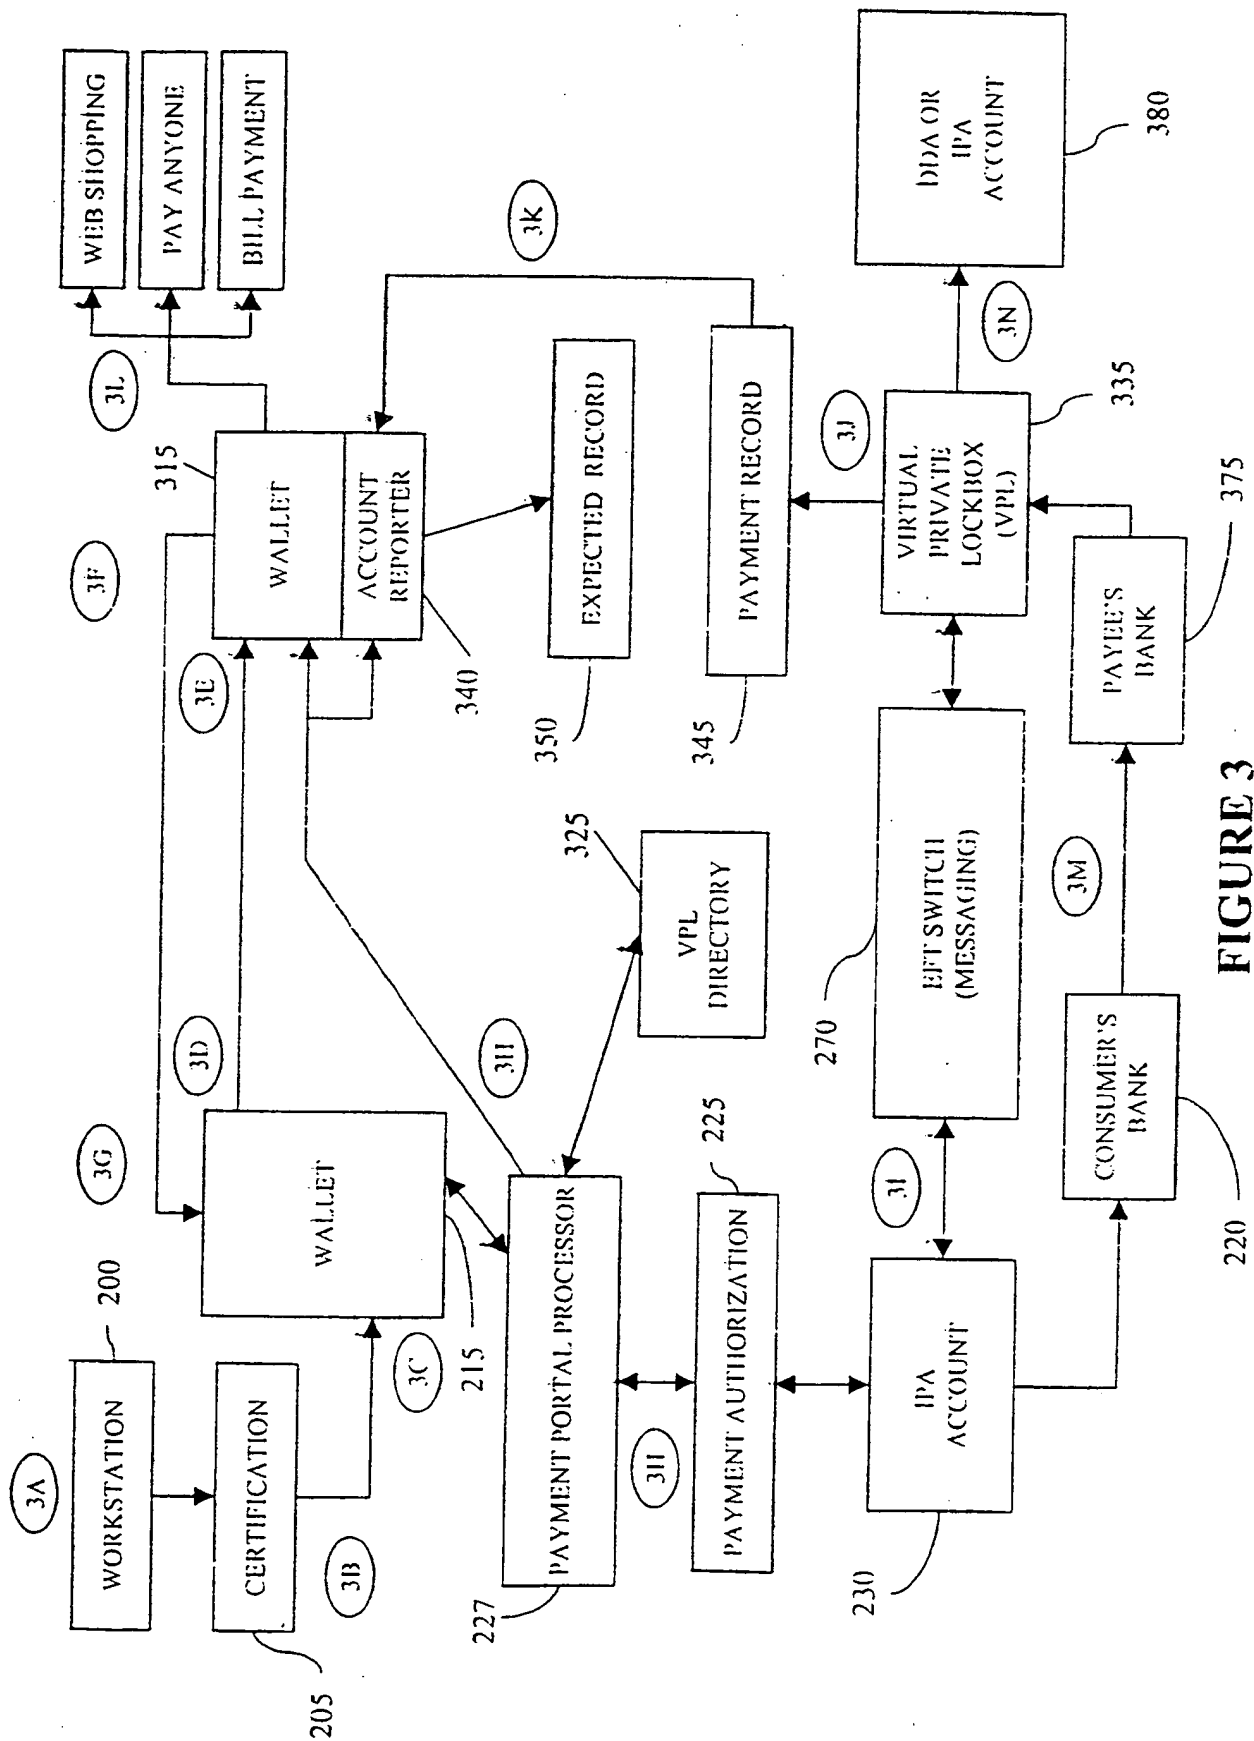 3A
WORKSTATION
200
CERTIFICATION
205
3B
3C
3G
WALLET
215
3D
3E
3F
315
WALLET
ACCOUNT
REPORTER
340
3L
WEB SHOPPING
PAY ANYONE
BILL PAYMENT
3K
PAYMENT PORTAL PROCESSOR
227
3H
3H
VPL
DIRECTORY
325
EXPECTED RECORD
350
PAYMENT AUTHORIZATION
225
PAYMENT RECORD
345
3J
IPA
ACCOUNT
230
3I
EFT SWITCH
(MESSAGING)
270
VIRTUAL
PRIVATE
LOCKBOX
(VPL)
335
3N
DDA OR
IPA
ACCOUNT
380
CONSUMER'S
BANK
220
3M
PAYEE'S
BANK
375
FIGURE 3